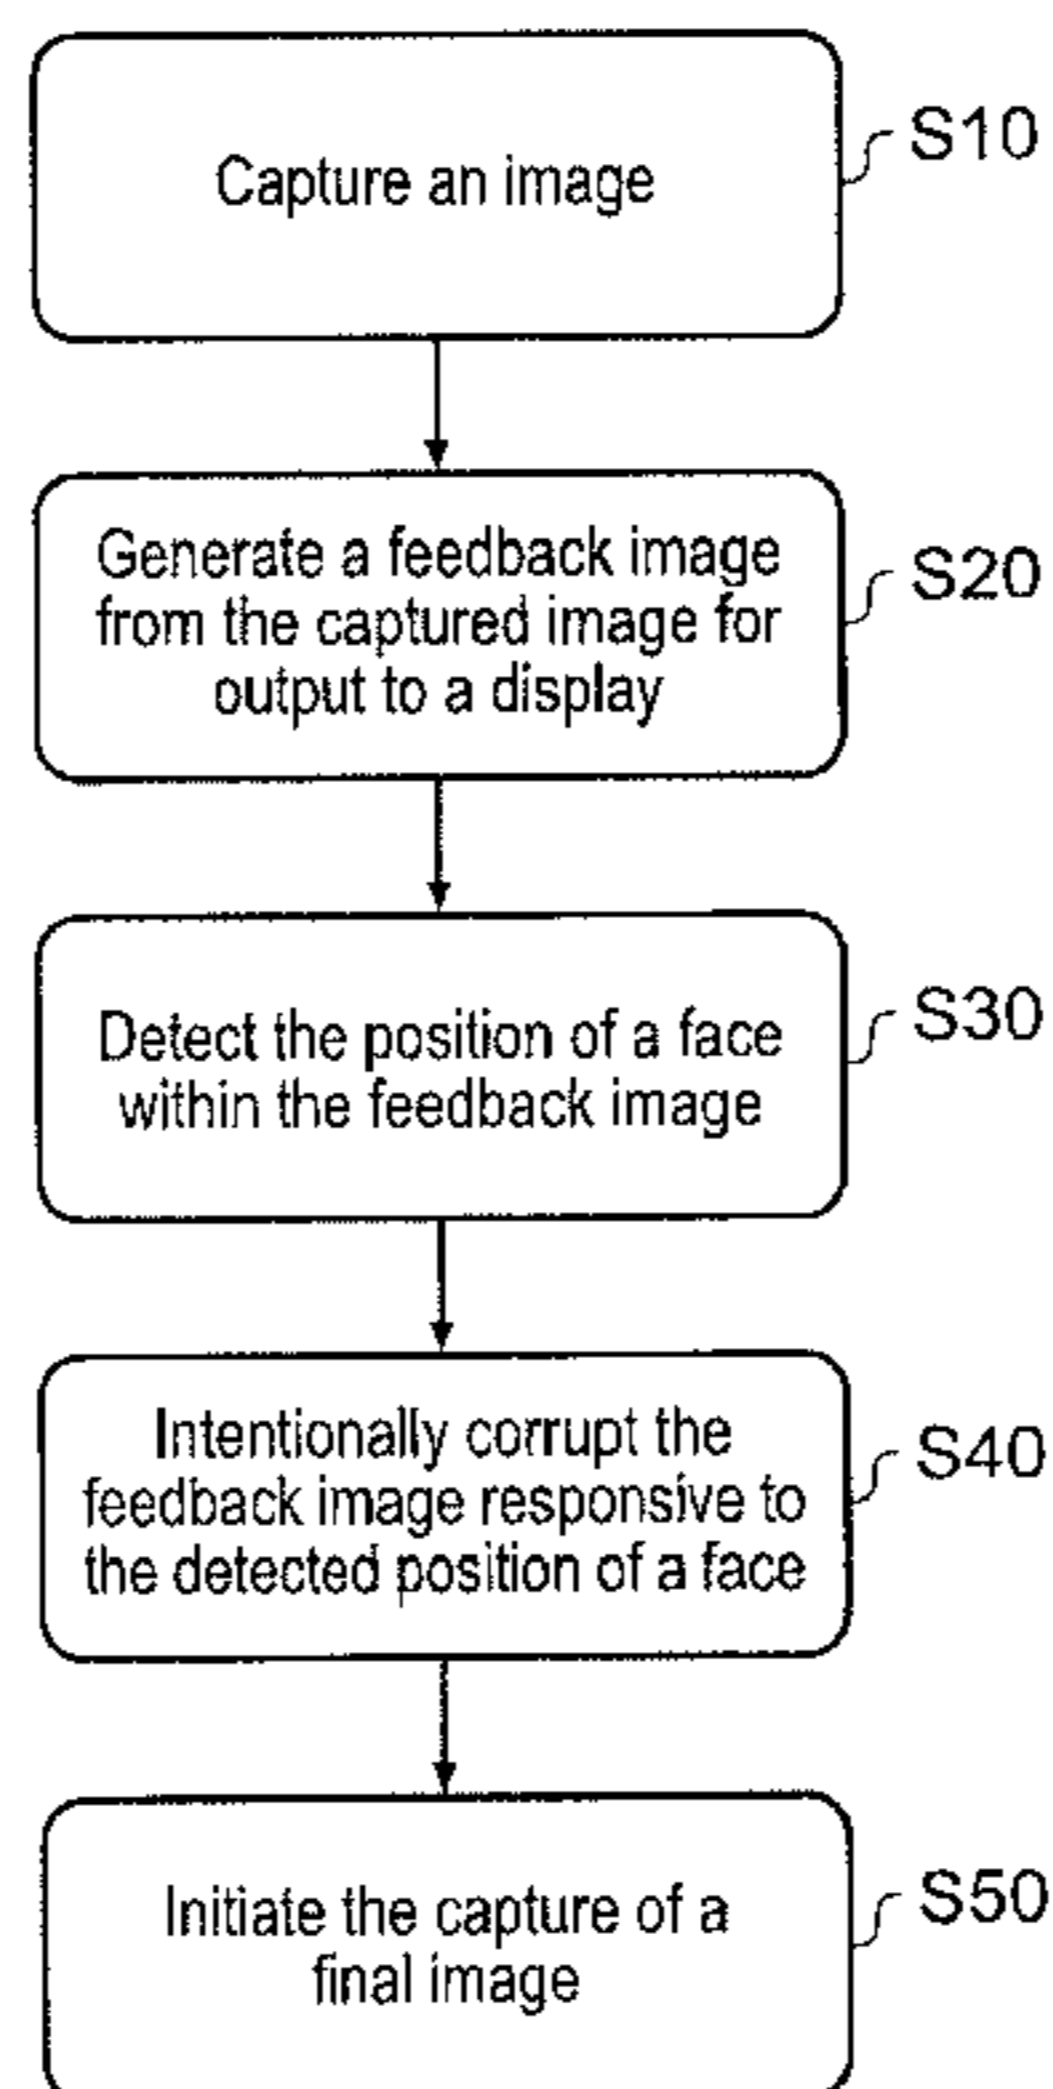 Capture an image
S10
Generate a feedback image
from the captured image for
output to a display
S20
Detect the position of a face
within the feedback image
S30
Intentionally corrupt the
feedback image responsive to
the detected position of a face
S40
Initiate the capture of a
final image
S50